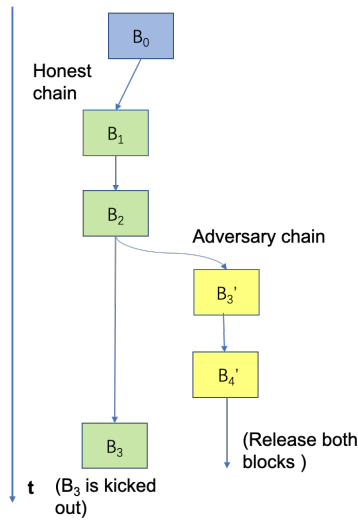 B0
Honest
chain
B1
B2
Adversary chain
B3’
B4’
B3
(Release both
blocks )
t (B3 is kicked
out)